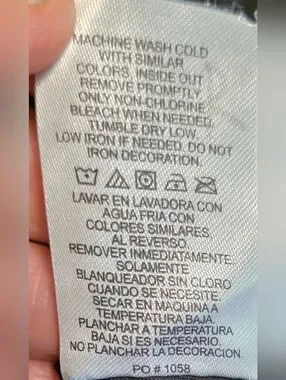 MACHINE WASH COLD
WITH SIMILAR
COLORS, INSIDE OUT
REMOVE PROMPTLY
ONLY NON-CHLORINE
BLEACH WHEN NEEDED.
TUMBLE DRY LOW.
LOW IRON IF NEEDED. DO NOT
IRON DECORATION.
LAVAR EN LAVADORA CON
AGUA FRIA CON
COLORES SIMILARES,
AL REVERSO.
REMOVER INMEDIATAMENTE.
SOLAMENTE
BLANQUEADOR SIN CLORO
CUANDO SE NECESITE.
SECAR EN MAQUINA A
TEMPERATURA BAJA.
PLANCHAR A TEMPERATURA
BAJA SI ES NECESARIO.
NO PLANCHAR LA DECORACION.
PO # 1058